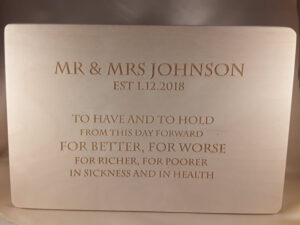 MR & MRS JOHNSON
EST 1.12.2018
TO HAVE AND TO HOLD
FROM THIS DAY FORWARD
FOR BETTER, FOR WORSE
FOR RICHER, FOR POORER
IN SICKNESS AND IN HEALTH